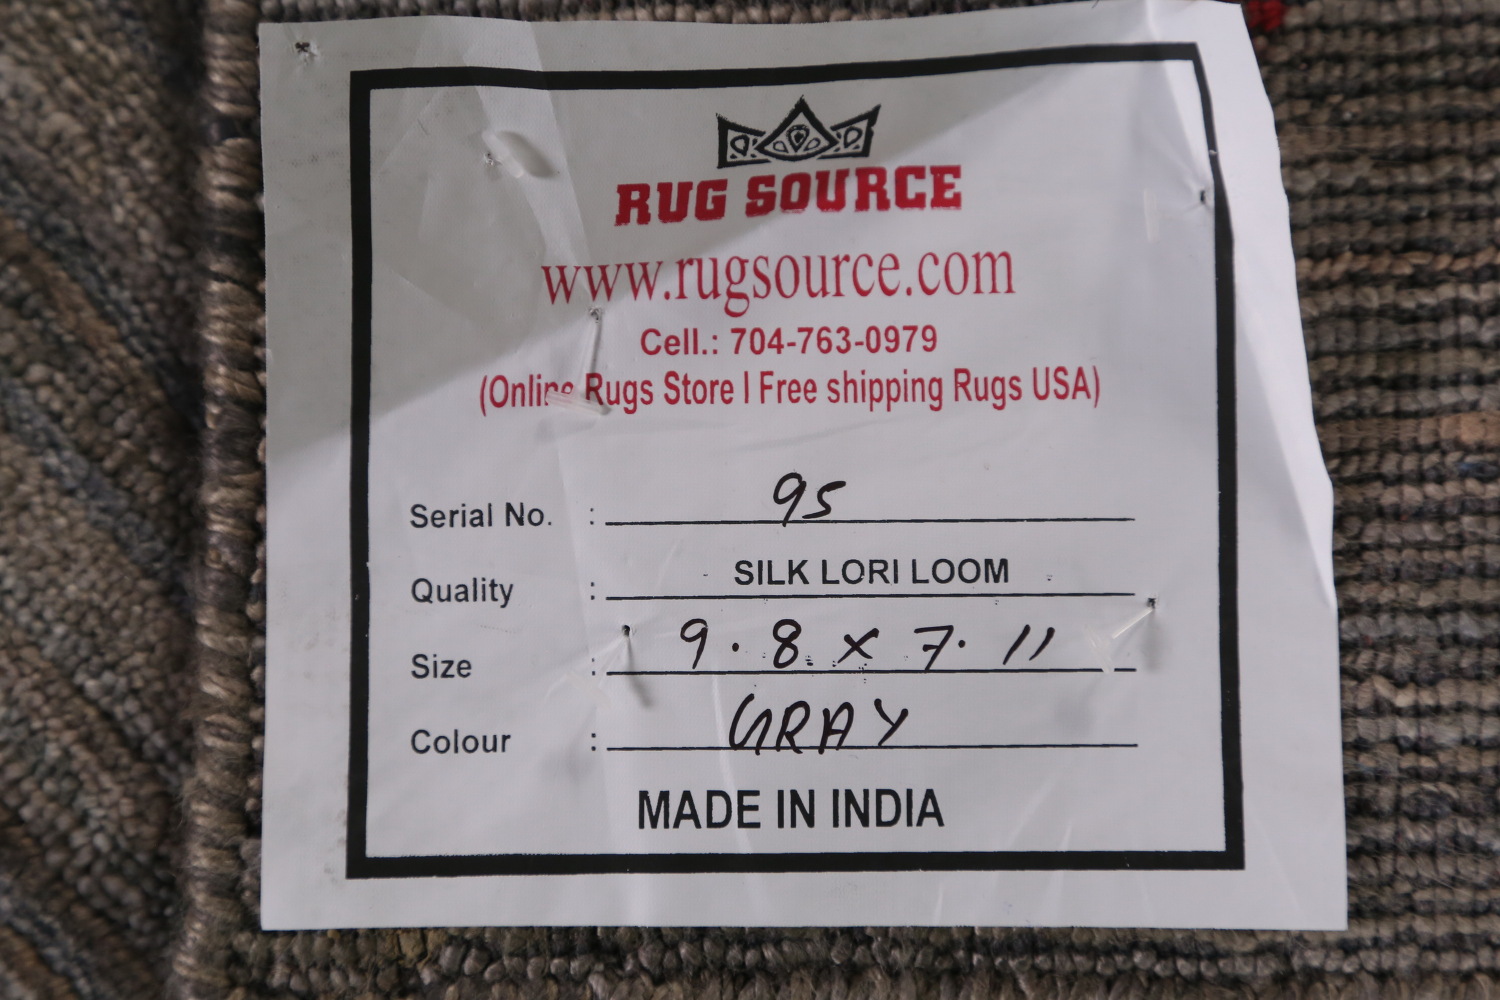 RUG SOURCE
www.rugsource.com
Cell.: 704-763-0979
(Online Rugs Store I Free shipping Rugs USA)
Serial No. : 95
Quality : SILK LORI LOOM
Size : 9.8 x 7.11
Colour : GRAY
MADE IN INDIA